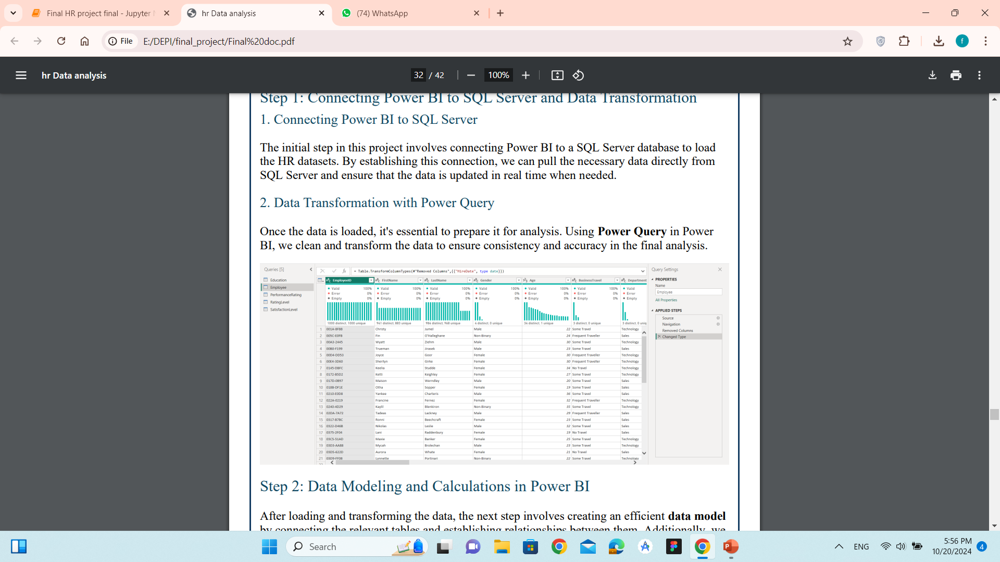 Final HR project final - Jupyter
hr Data analysis
(74) WhatsApp
File
E:/DEPI/final_project/Final%20doc.pdf
f
hr Data analysis
32 / 42
100%
Step 1: Connecting Power BI to SQL Server and Data Transformation
1. Connecting Power BI to SQL Server
The initial step in this project involves connecting Power BI to a SQL Server database to load
the HR datasets. By establishing this connection, we can pull the necessary data directly from
SQL Server and ensure that the data is updated in real time when needed.
2. Data Transformation with Power Query
Once the data is loaded, it's essential to prepare it for analysis. Using Power Query in Power
BI, we clean and transform the data to ensure consistency and accuracy in the final analysis.
Queries [5]
Education
Employee
PerformanceRating
RatingLevel
SatisfactionLevel
fx
= Table.TransformColumnTypes(#"Removed Columns",{{"HireDate", type date}})
EmployeeID FirstName LastName Gender Age BusinessTravel Department
Valid 100% Valid 100% Valid 100% Valid 100% Valid 100% Valid 100% Valid
Error 0% Error 0% Error 0% Error 0% Error 0% Error 0% Error
Empty 0% Empty 0% Empty 0% Empty 0% Empty 0% Empty 0% Empty
1000 distinct, 1000 unique 941 distinct, 883 unique 984 distinct, 968 unique 4 distinct, 0 unique 34 distinct, 1 unique 3 distinct, 0 unique 3 distinct, 0 uniq
1 001A-8F88 Christy Jumel Male 22 Some Travel Technology
2 005C-E0FB Fin O'Halleghane Non-Binary 24 Frequent Traveller Sales
3 00A3-2445 Wyatt Ziehm Male 30 Some Travel Technology
4 00B0-F199 Trueman Jirasek Male 23 Some Travel Sales
5 00D4-DD53 Joyce Goor Female 30 Frequent Traveller Technology
6 00E4-3D60 Sherilyn Girke Female 30 Frequent Traveller Technology
7 0145-DBFC Keelia Studde Female 34 No Travel Technology
8 0172-B5D2 Ketti Keighley Female 27 Some Travel Technology
9 017D-0B97 Maison Werndley Male 20 Some Travel Sales
10 01BB-DF1E Otha Sopper Female 19 Some Travel Sales
11 0210-E0D8 Yankee Charteris Male 36 Some Travel Sales
12 022A-0219 Francine Fernez Female 32 Frequent Traveller Technology
13 0240-4D29 Kaylil Blenkiron Non-Binary 35 Some Travel Technology
14 02DA-7A72 Tadeas Lackney Male 29 Frequent Traveller Sales
15 0317-B7BC Ronni Beechcraft Female 23 Some Travel Sales
16 0322-D46B Nikolas Leslie Male 32 Some Travel Sales
17 0375-2F04 Lani Raddenbury Female 19 No Travel Sales
18 03C5-51AD Maxie Banker Female 25 Some Travel Technology
19 03D3-AA8B Mycah Brolechan Male 23 Some Travel Technology
20 03D5-622D Aurora Whate Female 21 No Travel Sales
21 03D9-FF08 Lynnette Portinari Non-Binary 22 Some Travel Technology
Query Settings
PROPERTIES
Name
Employee
All Properties
APPLIED STEPS
Source
Navigation
Removed Columns
Changed Type
Step 2: Data Modeling and Calculations in Power BI
After loading and transforming the data, the next step involves creating an efficient data model
by connecting the relevant tables and establishing relationships between them. Additionally, we
Search
ENG
5:56 PM
10/20/2024
4